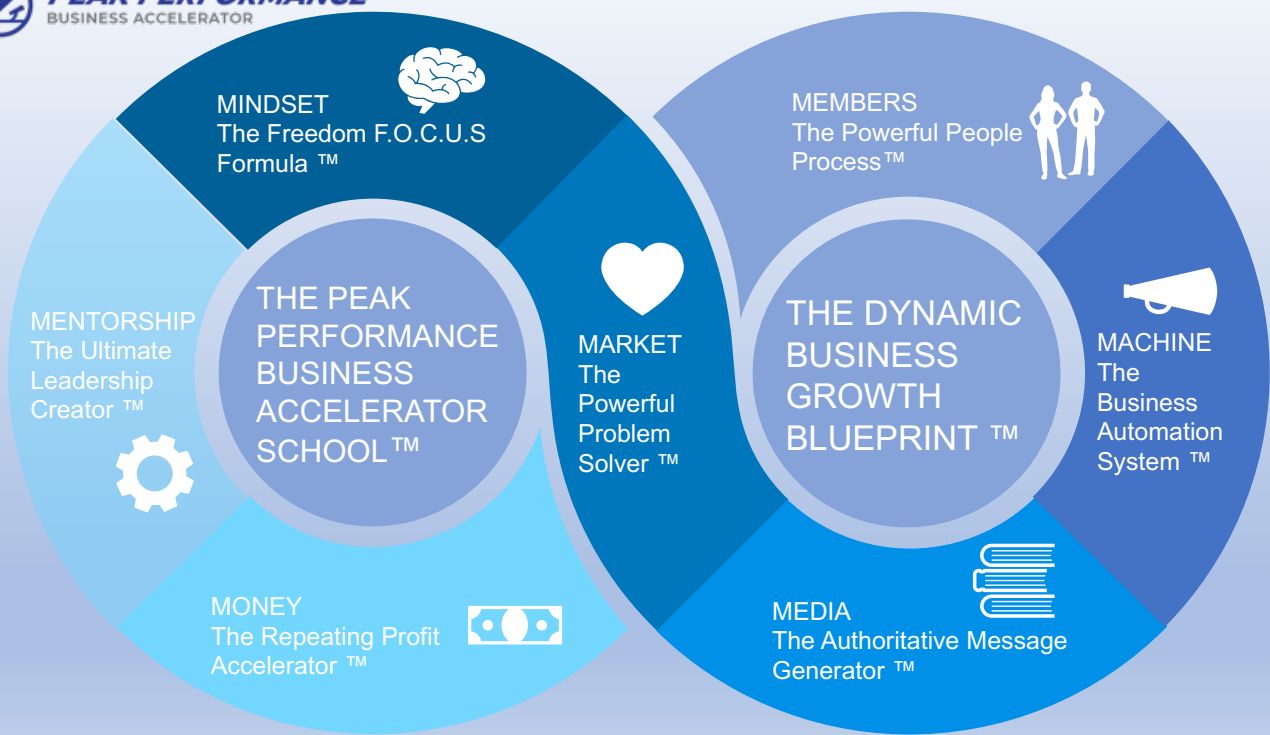 PEAK PERFORMANCE
BUSINESS ACCELERATOR
MINDSET
The Freedom F.O.C.U.S
Formula ™
MEMBERS
The Powerful People
Process™
MENTORSHIP
The Ultimate
Leadership
Creator ™
THE PEAK
PERFORMANCE
BUSINESS
ACCELERATOR
SCHOOL™
MARKET
The
Powerful
Problem
Solver ™
THE DYNAMIC
BUSINESS
GROWTH
BLUEPRINT ™
MACHINE
The
Business
Automation
System ™
MONEY
The Repeating Profit
Accelerator ™
MEDIA
The Authoritative Message
Generator ™